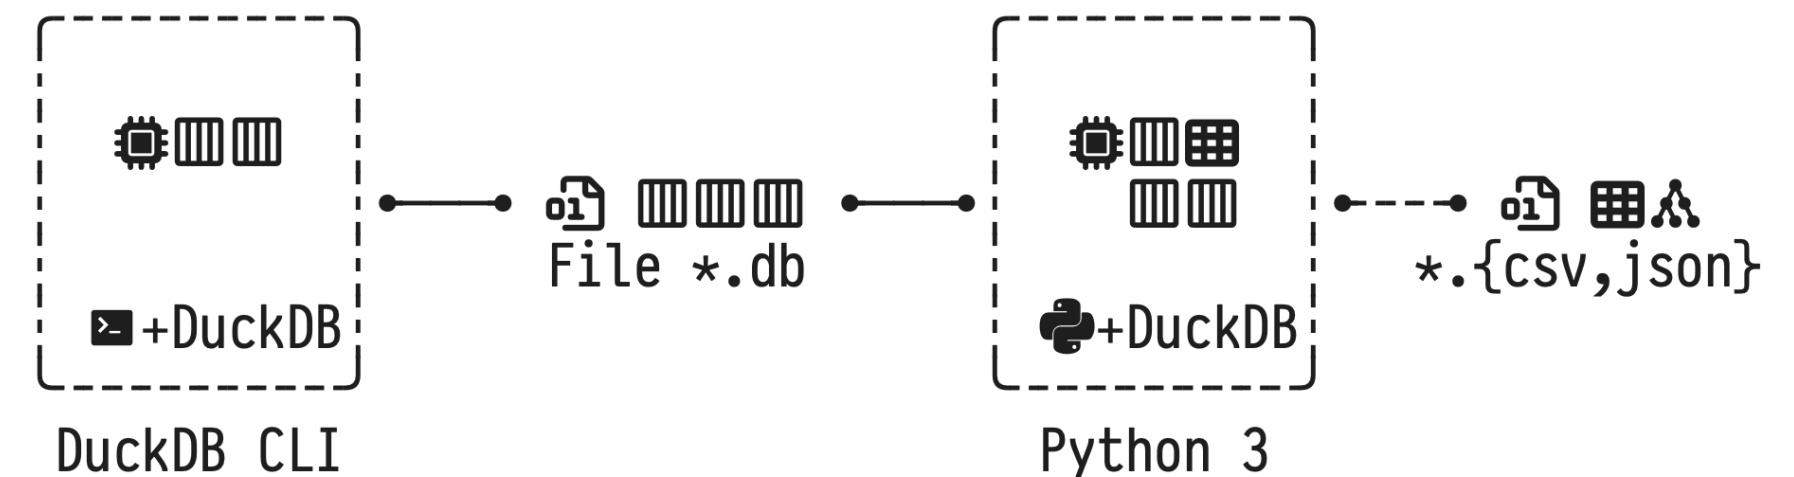 File *.db
*.{csv,json}
+DuckDB
+DuckDB
DuckDB CLI
Python 3